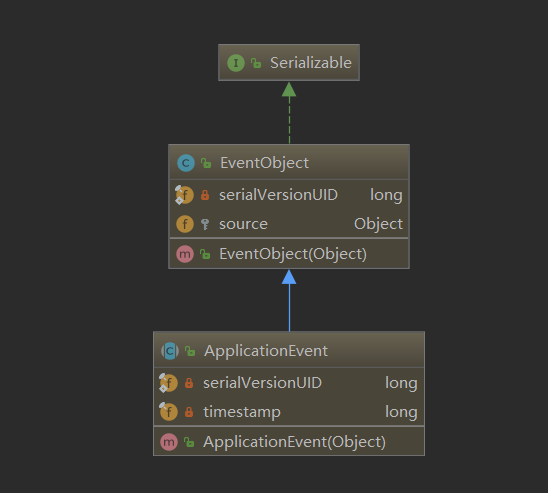 I Serializable
C EventObject
f serialVersionUID long
f source Object
m EventObject(Object)
C ApplicationEvent
f serialVersionUID long
f timestamp long
m ApplicationEvent(Object)